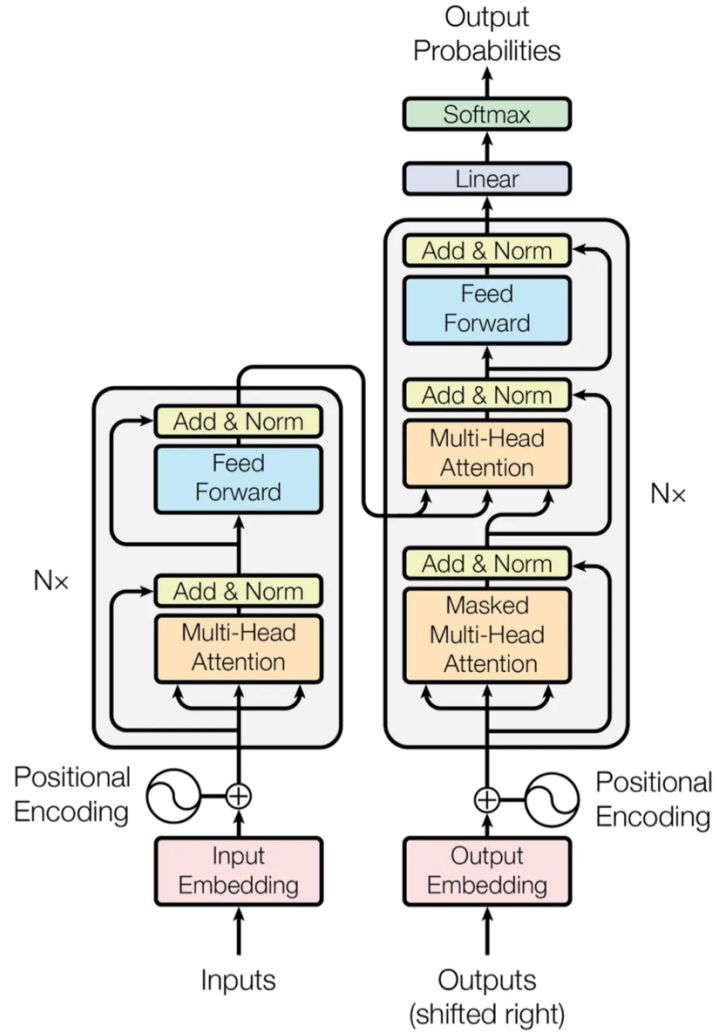 Output
Probabilities
Softmax
Linear
Add & Norm
Feed
Forward
Add & Norm
Multi-Head
Attention
Nx
Add & Norm
Masked
Multi-Head
Attention
Add & Norm
Feed
Forward
Nx
Add & Norm
Multi-Head
Attention
Positional
Encoding
Positional
Encoding
Input
Embedding
Output
Embedding
Inputs
Outputs
(shifted right)